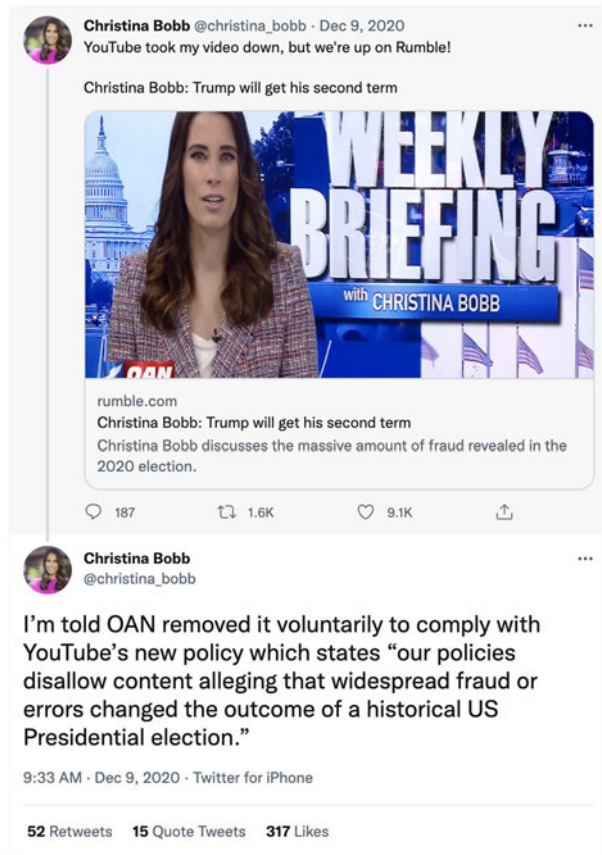 Christina Bobb @christina_bobb · Dec 9, 2020
YouTube took my video down, but we're up on Rumble!
Christina Bobb: Trump will get his second term
WEEKLY
BRIEFING
with CHRISTINA BOBB
OAN
rumble.com
Christina Bobb: Trump will get his second term
Christina Bobb discusses the massive amount of fraud revealed in the
2020 election.
187 1.6K 9.1K
Christina Bobb
@christina_bobb
I’m told OAN removed it voluntarily to comply with
YouTube’s new policy which states “our policies
disallow content alleging that widespread fraud or
errors changed the outcome of a historical US
Presidential election.”
9:33 AM · Dec 9, 2020 · Twitter for iPhone
52 Retweets 15 Quote Tweets 317 Likes